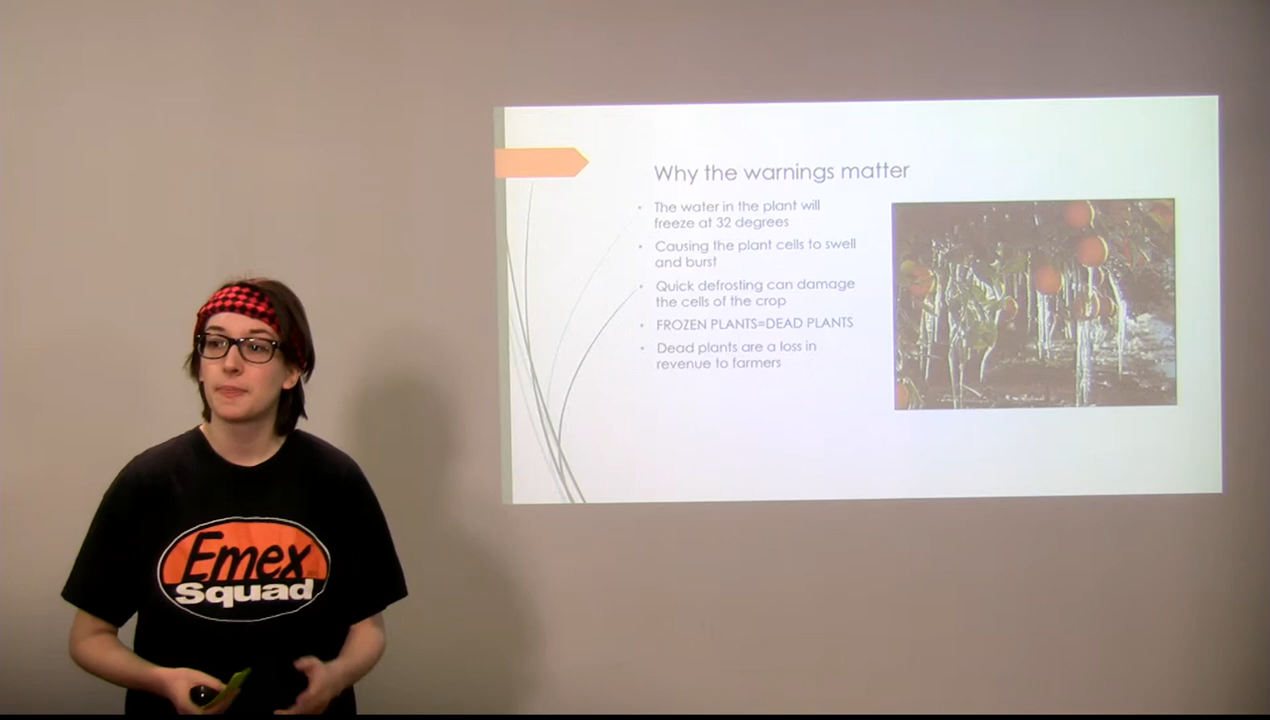 Why the warnings matter
The water in the plant will
freeze at 32 degrees
Causing the plant cells to swell
and burst
Quick defrosting can damage
the cells of the crop
FROZEN PLANTS=DEAD PLANTS
Dead plants are a loss in
revenue to farmers
Emex
Squad